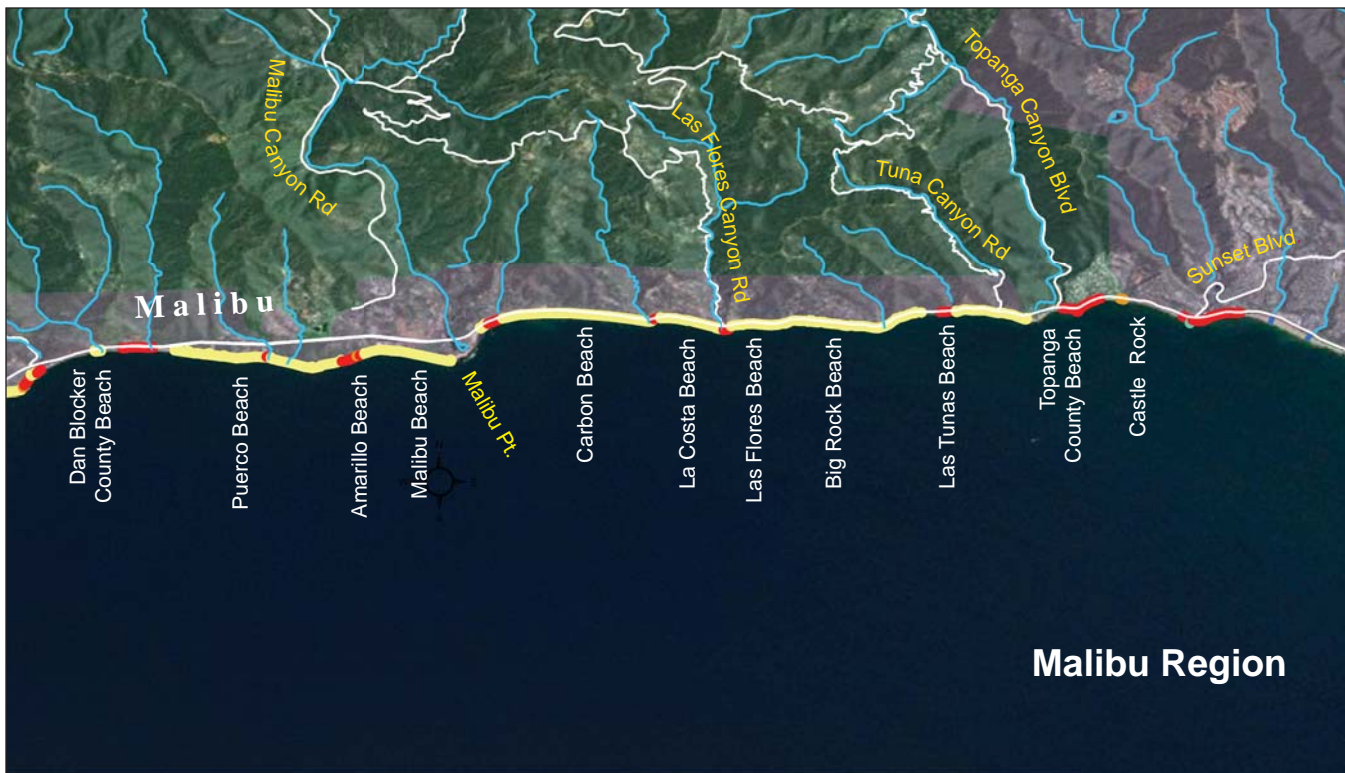 Malibu Canyon Rd
Las Flores Canyon Rd
Topanga Canyon Blvd
Tuna Canyon Rd
Sunset Blvd
Malibu
Dan Blocker
County Beach
Puerco Beach
Amarillo Beach
Malibu Beach
Malibu Pt.
Carbon Beach
La Costa Beach
Las Flores Beach
Big Rock Beach
Las Tunas Beach
Topanga
County Beach
Castle Rock
Malibu Region